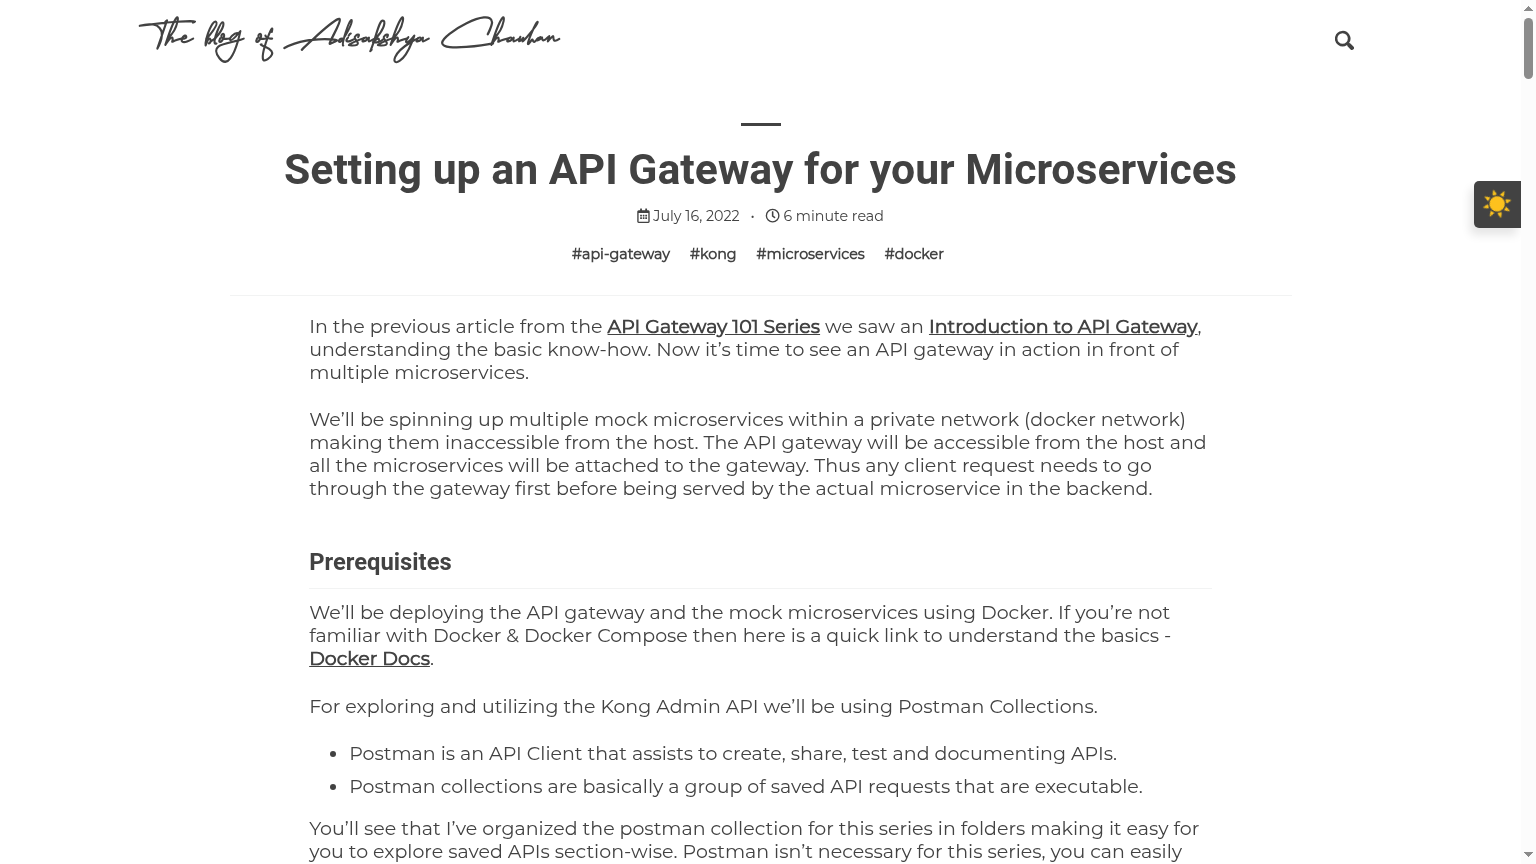 The blog of Adisakshya Chauhan
Setting up an API Gateway for your Microservices
July 16, 2022 • 6 minute read
#api-gateway #kong #microservices #docker
In the previous article from the API Gateway 101 Series we saw an Introduction to API Gateway,
understanding the basic know-how. Now it’s time to see an API gateway in action in front of
multiple microservices.
We’ll be spinning up multiple mock microservices within a private network (docker network)
making them inaccessible from the host. The API gateway will be accessible from the host and
all the microservices will be attached to the gateway. Thus any client request needs to go
through the gateway first before being served by the actual microservice in the backend.
Prerequisites
We’ll be deploying the API gateway and the mock microservices using Docker. If you’re not
familiar with Docker & Docker Compose then here is a quick link to understand the basics -
Docker Docs.
For exploring and utilizing the Kong Admin API we’ll be using Postman Collections.
• Postman is an API Client that assists to create, share, test and documenting APIs.
• Postman collections are basically a group of saved API requests that are executable.
You’ll see that I’ve organized the postman collection for this series in folders making it easy for
you to explore saved APIs section-wise. Postman isn’t necessary for this series, you can easily